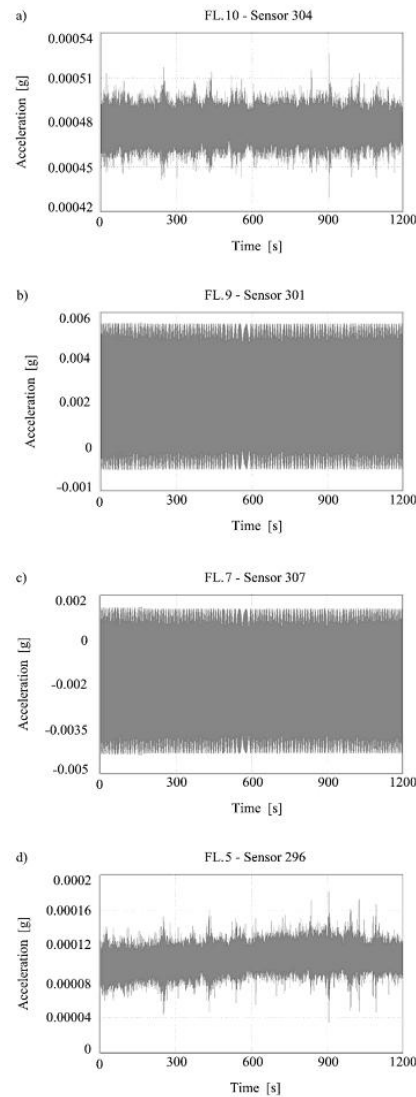 a) FL.10 - Sensor 304
0.00054
0.00051
0.00048
0.00045
0.00042
Acceleration [g]
0 300 600 900 1200
Time [s]
b) FL.9 - Sensor 301
0.006
0.004
0.002
0
-0.001
Acceleration [g]
0 300 600 900 1200
Time [s]
c) FL.7 - Sensor 307
0.002
0
-0.002
-0.0035
-0.005
Acceleration [g]
0 300 600 900 1200
Time [s]
d) FL.5 - Sensor 296
0.0002
0.00016
0.00012
0.00008
0.00004
0
Acceleration [g]
0 300 600 900 1200
Time [s]